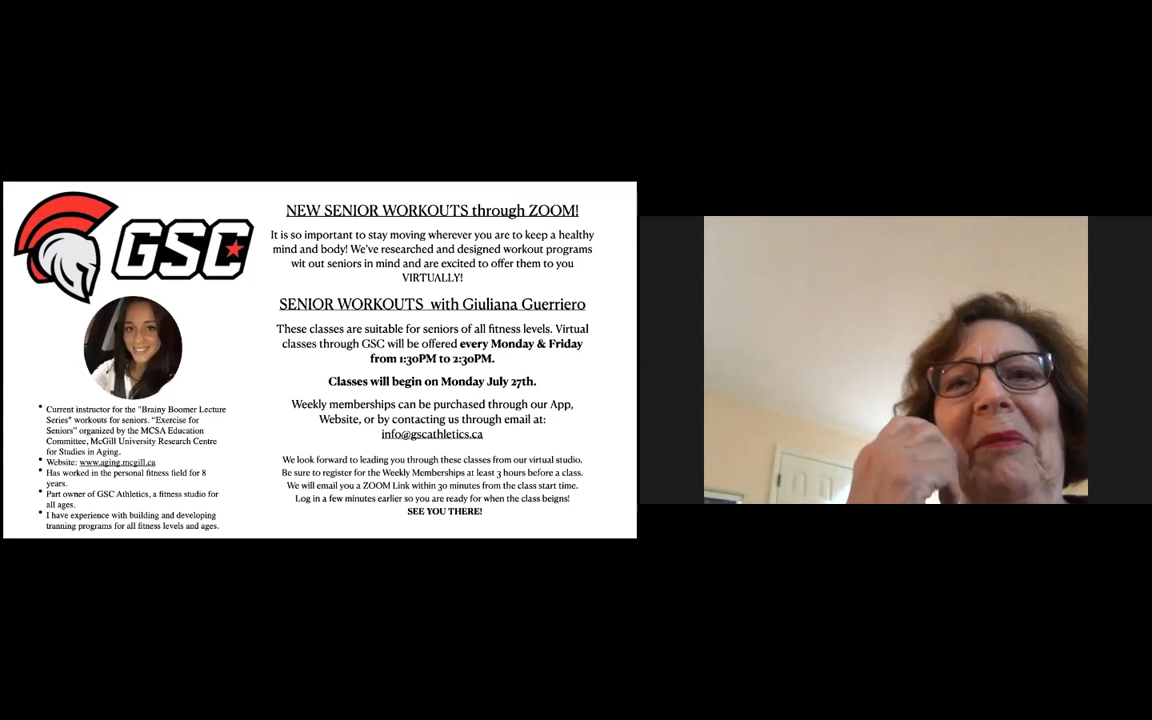 GSC
Current instructor for the "Brainy Boomer Lecture
Series" workouts for seniors. “Exercise for
Seniors” organized by the MCSA Education
Committee, McGill University Research Centre
for Studies in Aging.
Website: www.aging.mcgill.ca
Has worked in the personal fitness field for 8
years.
Part owner of GSC Athletics, a fitness studio for
all ages.
I have experience with building and developing
tranning programs for all fitness levels and ages.
NEW SENIOR WORKOUTS through ZOOM!
It is so important to stay moving wherever you are to keep a healthy
mind and body! We've researched and designed workout programs
wit out seniors in mind and are excited to offer them to you
VIRTUALLY!
SENIOR WORKOUTS with Giuliana Guerriero
These classes are suitable for seniors of all fitness levels. Virtual
classes through GSC will be offered every Monday & Friday
from 1:30PM to 2:30PM.
Classes will begin on Monday July 27th.
Weekly memberships can be purchased through our App,
Website, or by contacting us through email at:
info@gscathletics.ca
We look forward to leading you through these classes from our virtual studio.
Be sure to register for the Weekly Memberships at least 3 hours before a class.
We will email you a ZOOM Link within 30 minutes from the class start time.
Log in a few minutes earlier so you are ready for when the class begins!
SEE YOU THERE!